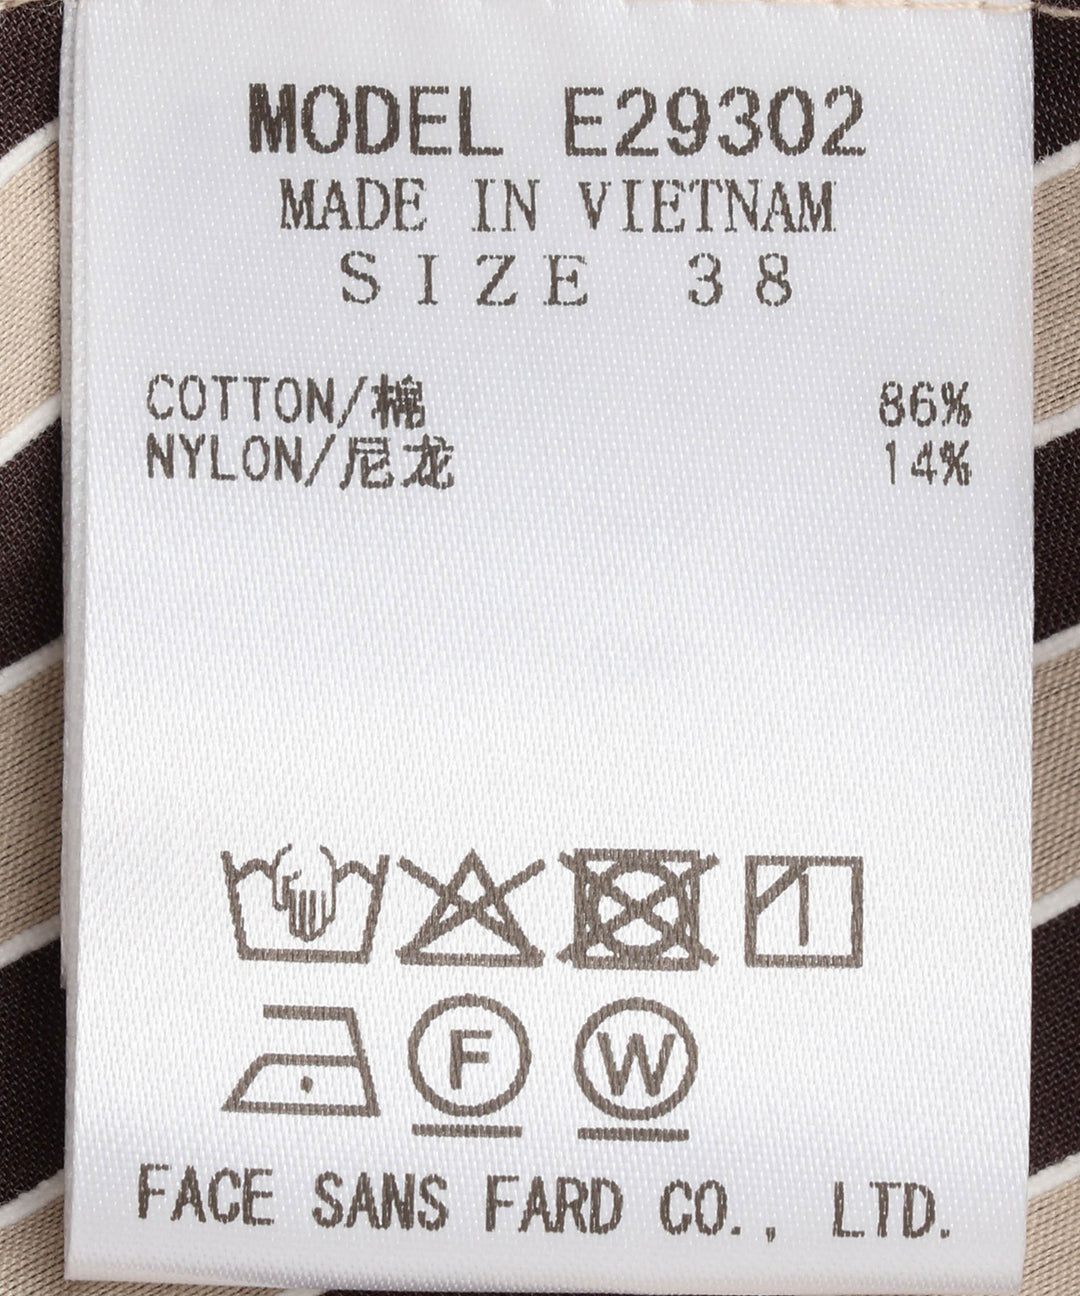 MODEL E29302
MADE IN VIETNAM
SIZE 38
COTTON/棉 86%
NYLON/尼龙 14%
F W
FACE SANS FARD CO., LTD.